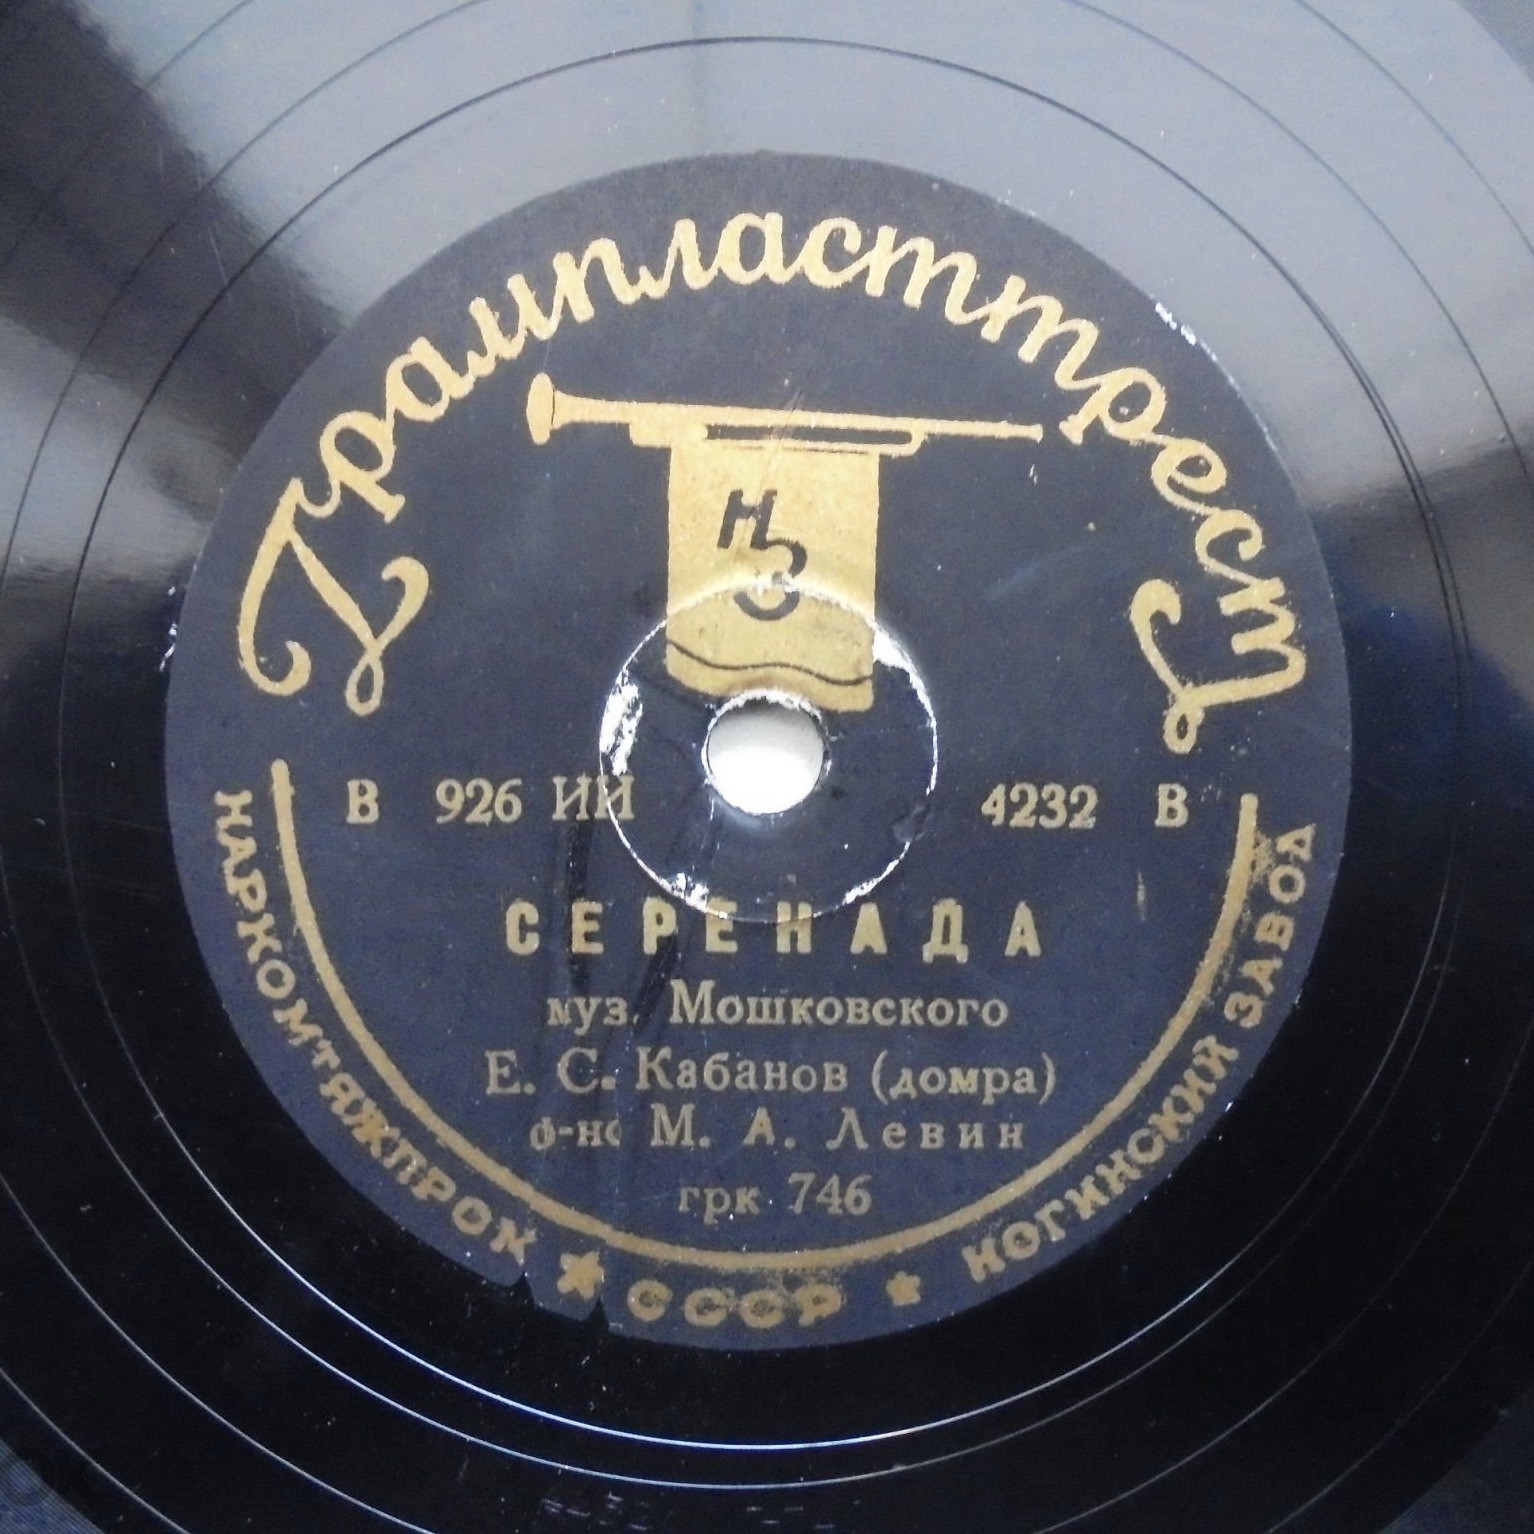 Грампласттрест
НЗ
В 926 ИИ 4232 В
СЕРЕНАДА
муз. Мошковского
Е. С. Кабанов (домра)
ф-но М. А. Левин
грк 746
НАРКОМТЯЖПРОМ ★ СССР ★ НОГИНСКИЙ ЗАВОД